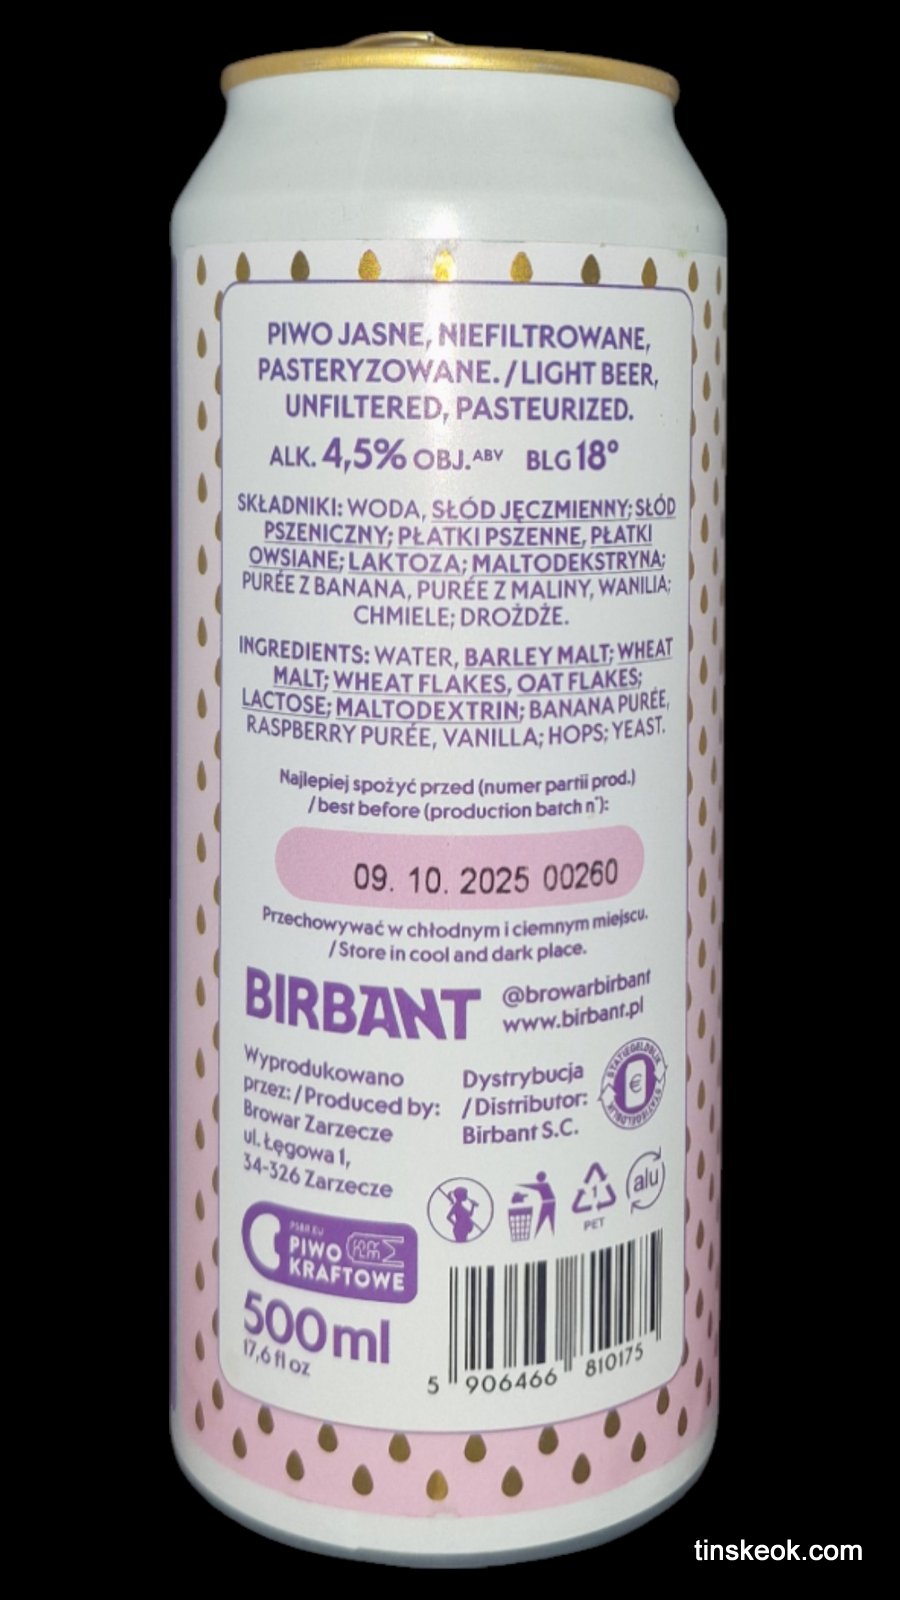 PIWO JASNE, NIEFILTROWANE,
PASTERYZOWANE. / LIGHT BEER,
UNFILTERED, PASTEURIZED.
ALK. 4,5% OBJ. ABV BLG 18°
SKŁADNIKI: WODA, SŁÓD JĘCZMIENNY; SŁÓD
PSZENICZNY; PŁATKI PSZENNE, PŁATKI
OWSIANE; LAKTOZA; MALTODEKSTRYNA;
PURÉE Z BANANA, PURÉE Z MALINY, WANILIA;
CHMIELE; DROŻDŻE.
INGREDIENTS: WATER, BARLEY MALT; WHEAT
MALT; WHEAT FLAKES, OAT FLAKES;
LACTOSE; MALTODEXTRIN; BANANA PURÉE,
RASPBERRY PURÉE, VANILLA; HOPS; YEAST.
Najlepiej spożyć przed (numer partii prod.)
/ best before (production batch n°):
09. 10. 2025 00260
Przechowywać w chłodnym i ciemnym miejscu.
/ Store in cool and dark place.
BIRBANT
@browarbirbant
www.birbant.pl
Wyprodukowano
przez: / Produced by:
Browar Zarzecze
ul. Łęgowa 1,
34-326 Zarzecze
Dystrybucja
/ Distributor:
Birbant S.C.
STATIEGELDBLIK
€
STATIEGELDBLIK
1
PET
alu
PSBR.EU
PIWO
KRAFTOWE
500 ml
17,6 fl oz
5 906466 810175
tinskeok.com